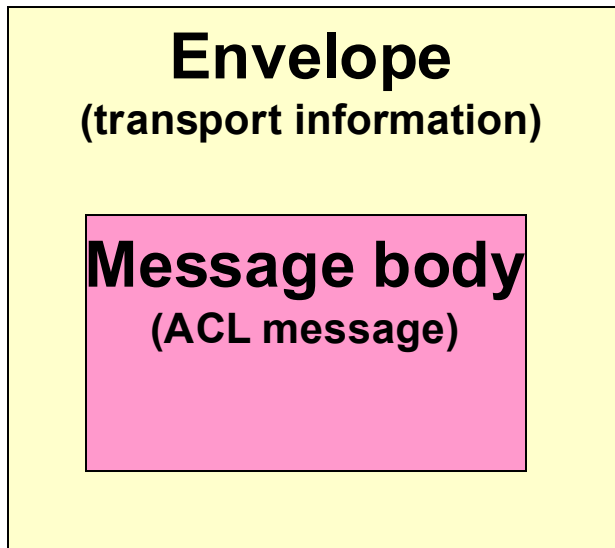 Envelope
(transport information)
Message body
(ACL message)